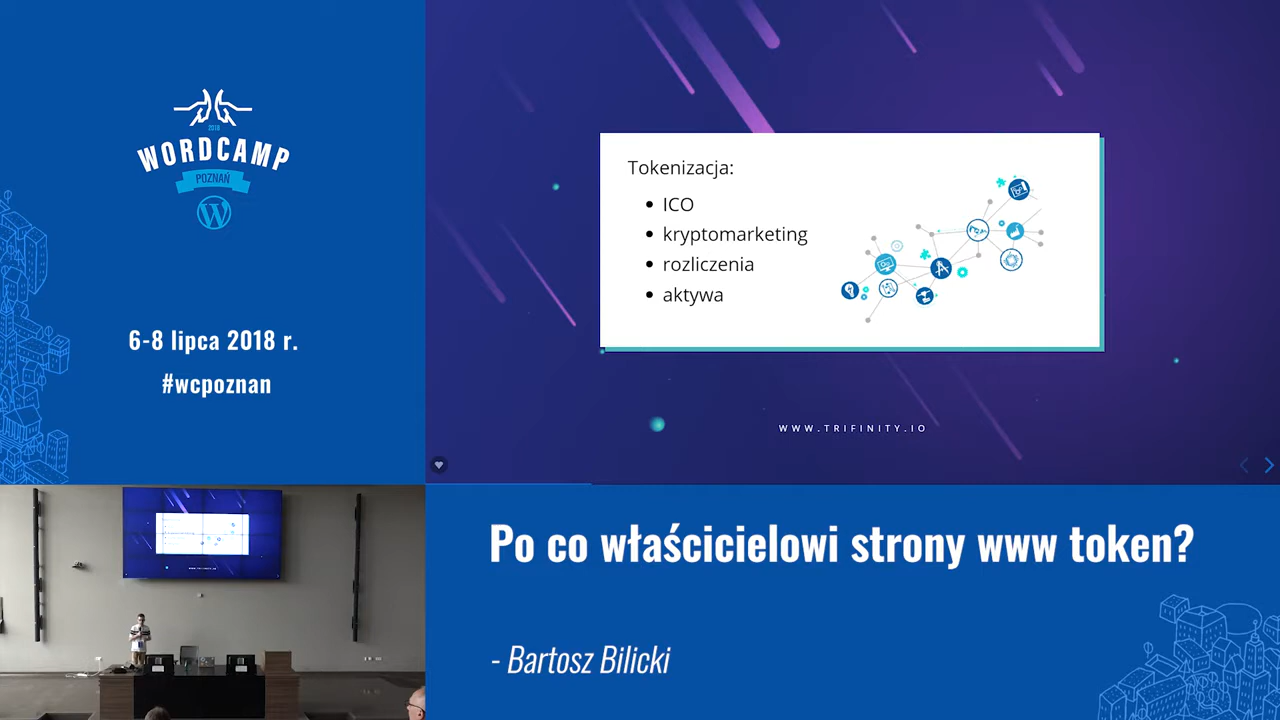 2018
WORDCAMP
POZNAŃ
6-8 lipca 2018 r.
#wcpoznan
Tokenizacja:
• ICO
• kryptomarketing
• rozliczenia
• aktywa
WWW.TRIFINITY.IO
Po co właścicielowi strony www token?
- Bartosz Bilicki